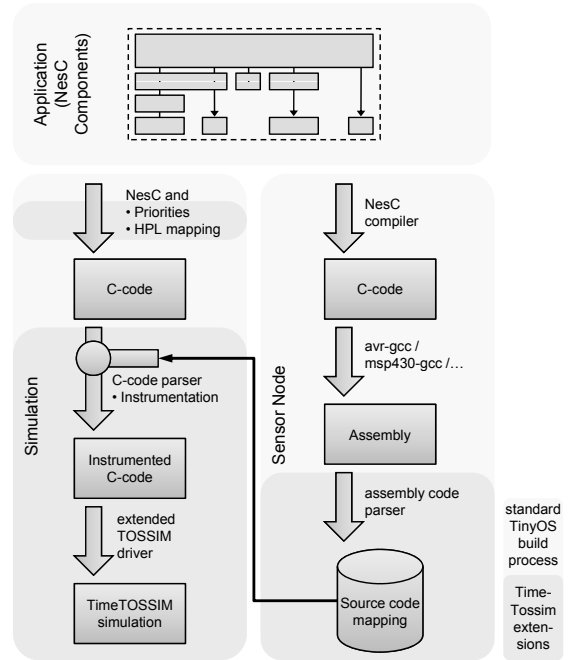 Application
(NesC
Components)
NesC and
• Priorities
• HPL mapping
C-code
C-code parser
• Instrumentation
Simulation
Instrumented
C-code
extended
TOSSIM
driver
TimeTOSSIM
simulation
NesC
compiler
C-code
avr-gcc /
msp430-gcc /...
Sensor Node
Assembly
assembly code
parser
Source code
mapping
standard
TinyOS
build
process
Time-
Tossim
exten-
sions